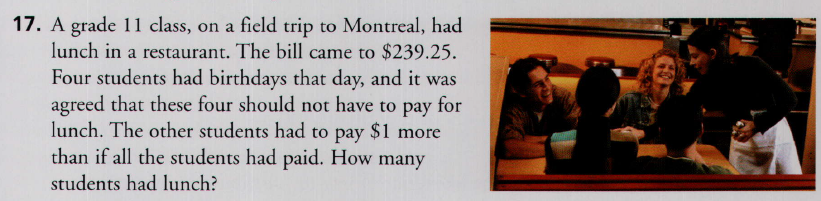 17. A grade 11 class, on a field trip to Montreal, had
lunch in a restaurant. The bill came to $239.25.
Four students had birthdays that day, and it was
agreed that these four should not have to pay for
lunch. The other students had to pay $1 more
than if all the students had paid. How many
students had lunch?